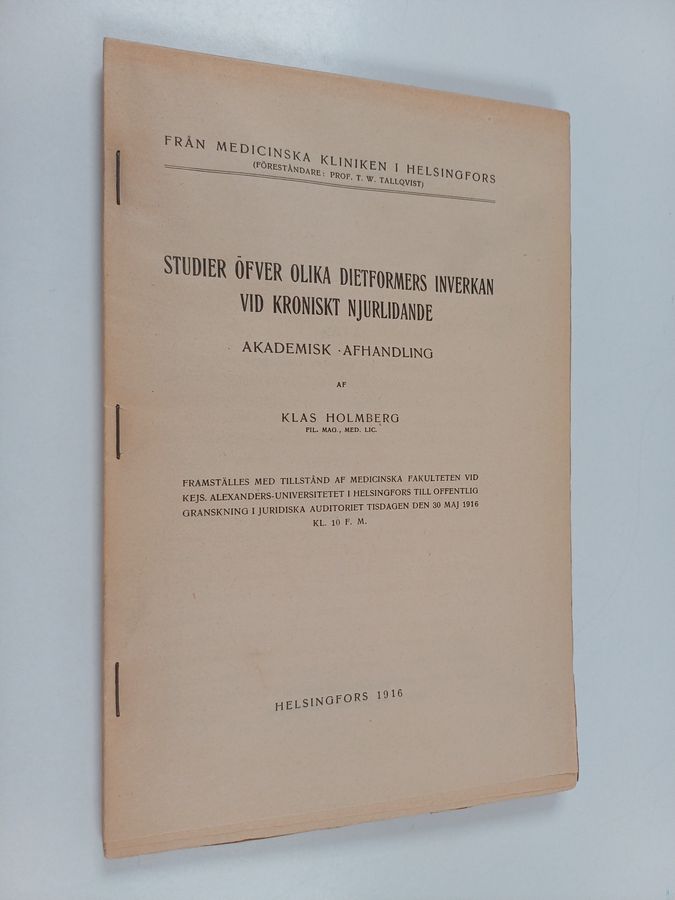 FRÅN MEDICINSKA KLINIKEN I HELSINGFORS
(FÖRESTÅNDARE: PROF. T. W. TALLQVIST)
STUDIER ÖFVER OLIKA DIETFORMERS INVERKAN
VID KRONISKT NJURLIDANDE
AKADEMISK AFHANDLING
AF
KLAS HOLMBERG
FIL. MAG., MED. LIC.
FRAMSTÄLLES MED TILLSTÅND AF MEDICINSKA FAKULTETEN VID
KEJS. ALEXANDERS-UNIVERSITETET I HELSINGFORS TILL OFFENTLIG
GRANSKNING I JURIDISKA AUDITORIET TISDAGEN DEN 30 MAJ 1916
KL. 10 F. M.
HELSINGFORS 1916